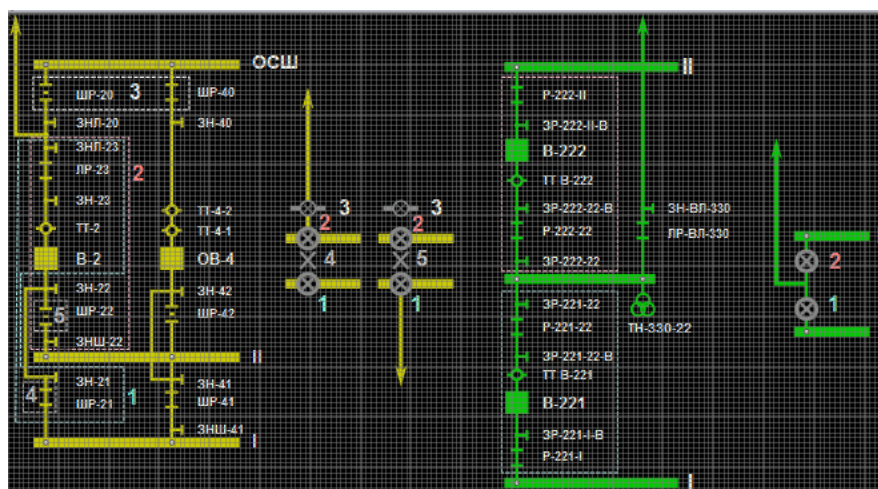 ОСШ
ШР-20
3
ШР-40
ЗНЛ-20
ЗН-40
ЗНЛ-23
ЛР-23
2
ЗН-23
ТТ-2
ТТ-4-2
ТТ-4-1
В-2
ОВ-4
ЗН-22
ЗН-42
5
ШР-22
ШР-42
ЗНШ-22
II
ЗН-21
ЗН-41
4
ШР-21
1
ШР-41
ЗНШ-41
I
3
3
2
2
4
5
1
1
II
Р-222-II
ЗР-222-II-В
В-222
ТТ В-222
ЗР-222-22-В
Р-222-22
ЗР-222-22
ЗН-ВЛ-330
ЛР-ВЛ-330
ЗР-221-22
ТН-330-22
Р-221-22
ЗР-221-22-В
ТТ В-221
В-221
ЗР-221-I-В
Р-221-I
I
2
1